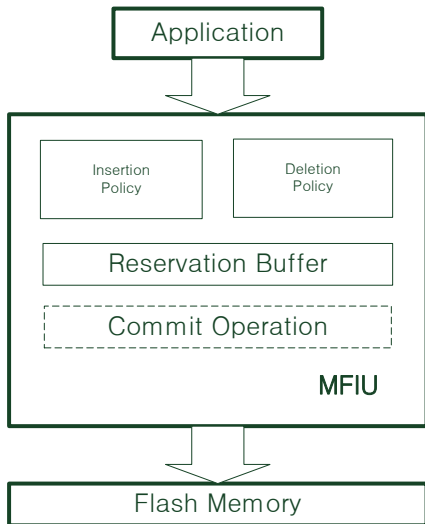 Application
Insertion
Policy
Deletion
Policy
Reservation Buffer
Commit Operation
MFIU
Flash Memory